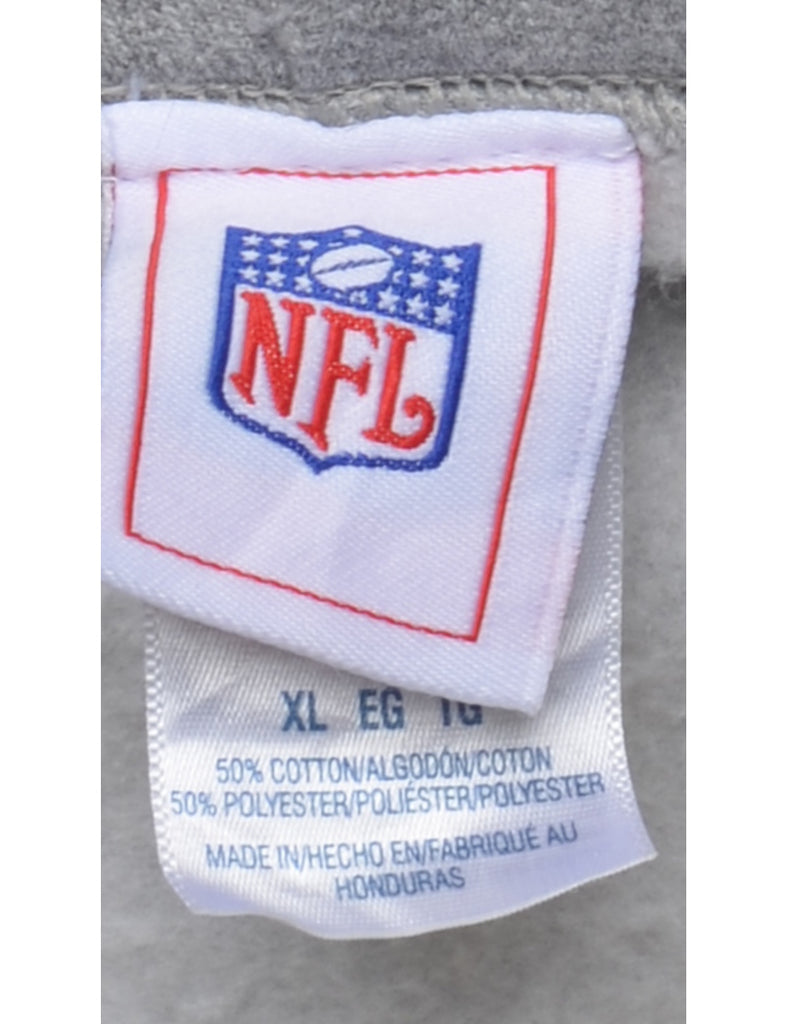 NFL
XL EG TG
50% COTTON/ALGODÓN/COTON
50% POLYESTER/POLIÉSTER/POLYESTER
MADE IN/HECHO EN/FABRIQUÉ AU
HONDURAS